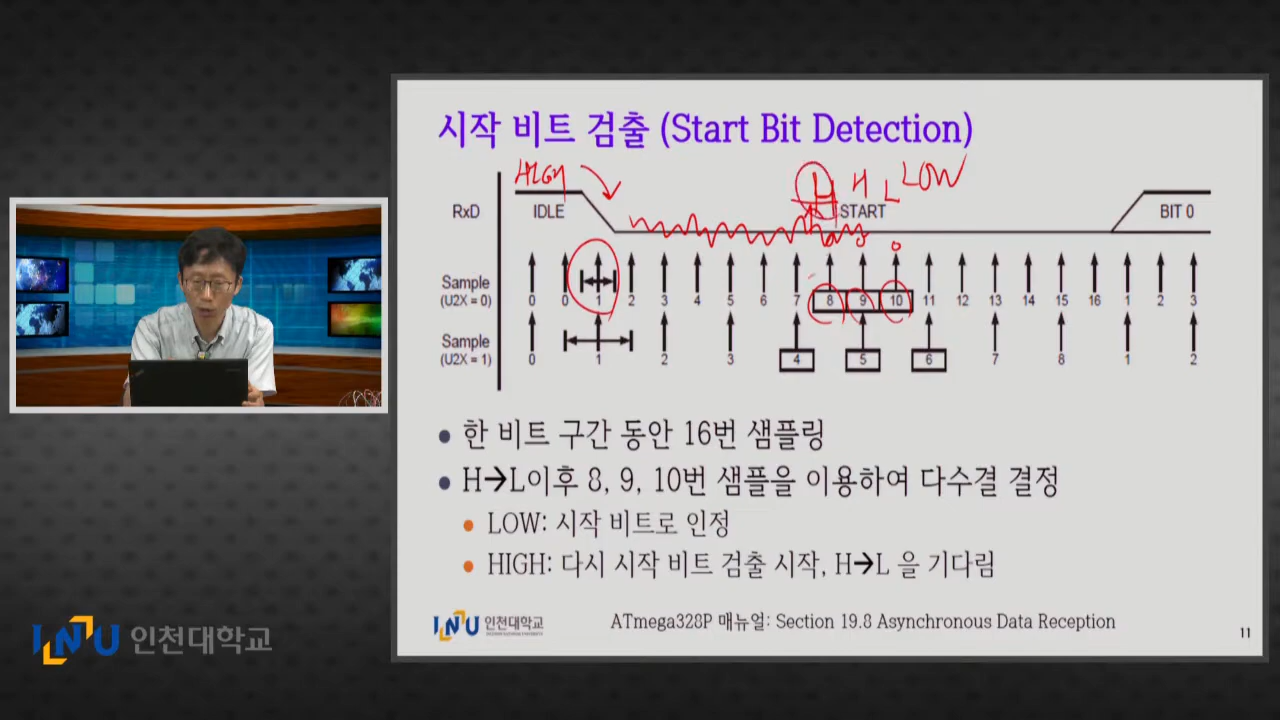 시작 비트 검출 (Start Bit Detection)
HIGH
H
L
LOW
RxD
IDLE
START
BIT 0
Sample
(U2X = 0)
0 0 1 2 3 4 5 6 7 8 9 10 11 12 13 14 15 16 1 2 3
Sample
(U2X = 1)
0 1 2 3 4 5 6 7 8 1 2
한 비트 구간 동안 16번 샘플링
H→L이후 8, 9, 10번 샘플을 이용하여 다수결 결정
LOW: 시작 비트로 인정
HIGH: 다시 시작 비트 검출 시작, H→L 을 기다림
INU 인천대학교
ATmega328P 매뉴얼: Section 19.8 Asynchronous Data Reception
11
INU 인천대학교